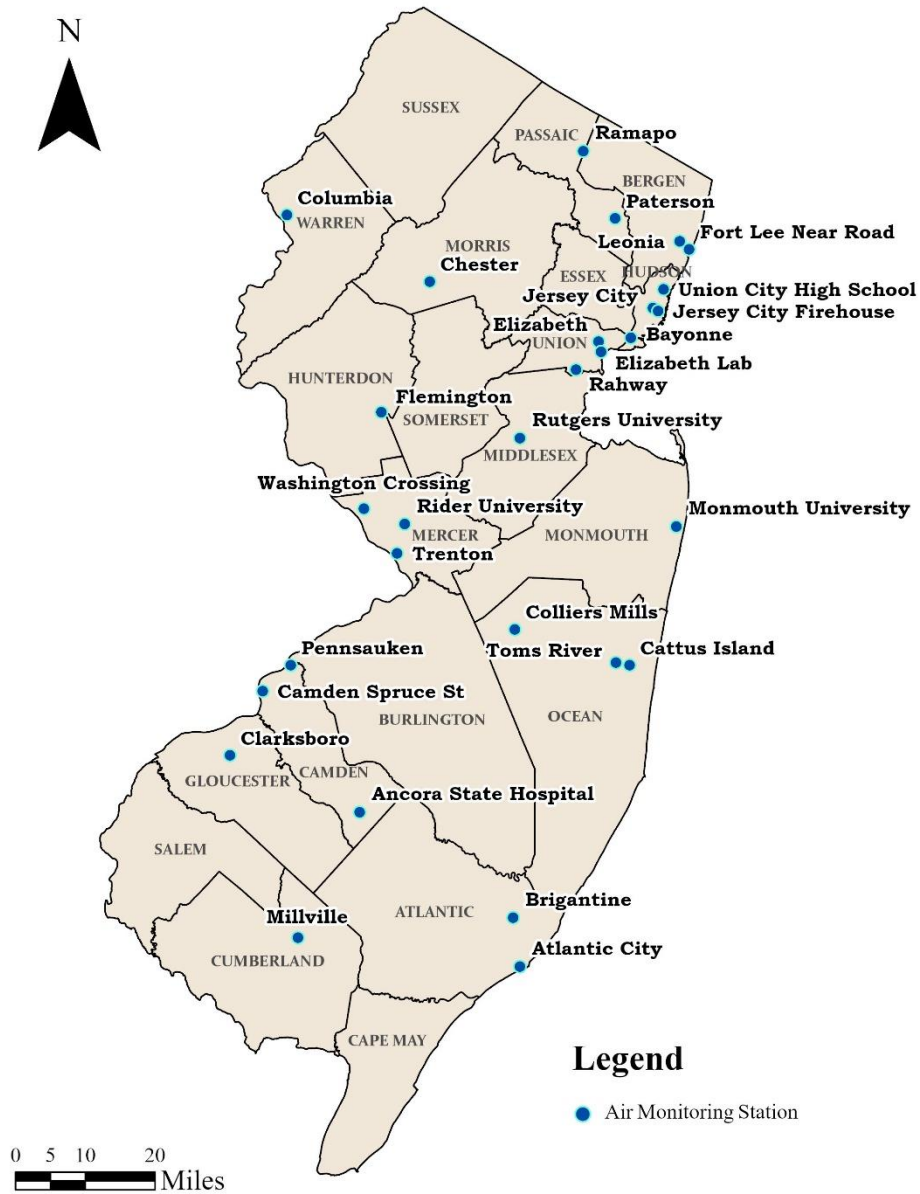 N
SUSSEX
PASSAIC
Ramapo
BERGEN
Columbia
WARREN
Paterson
Leonia
Fort Lee Near Road
MORRIS
Chester
ESSEX
HUDSON
Union City High School
Jersey City
Jersey City Firehouse
Elizabeth
UNION
Bayonne
Elizabeth Lab
Rahway
HUNTERDON
Flemington
SOMERSET
Rutgers University
MIDDLESEX
Washington Crossing
Rider University
MERCER
Monmouth University
MONMOUTH
Trenton
Colliers Mills
Toms River
Cattus Island
Pennsauken
Camden Spruce St
BURLINGTON
OCEAN
Clarksboro
GLOUCESTER
CAMDEN
Ancora State Hospital
SALEM
Millville
ATLANTIC
Brigantine
CUMBERLAND
Atlantic City
CAPE MAY
Legend
Air Monitoring Station
0 5 10 20
Miles